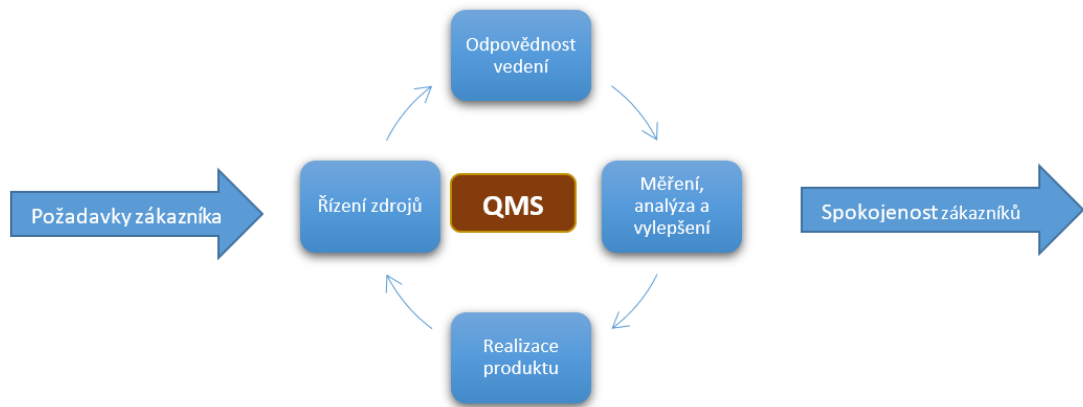 Odpovědnost
vedení
Požadavky zákazníka
Řízení zdrojů
QMS
Měření,
analýza a
vylepšení
Spokojenost zákazníků
Realizace
produktu